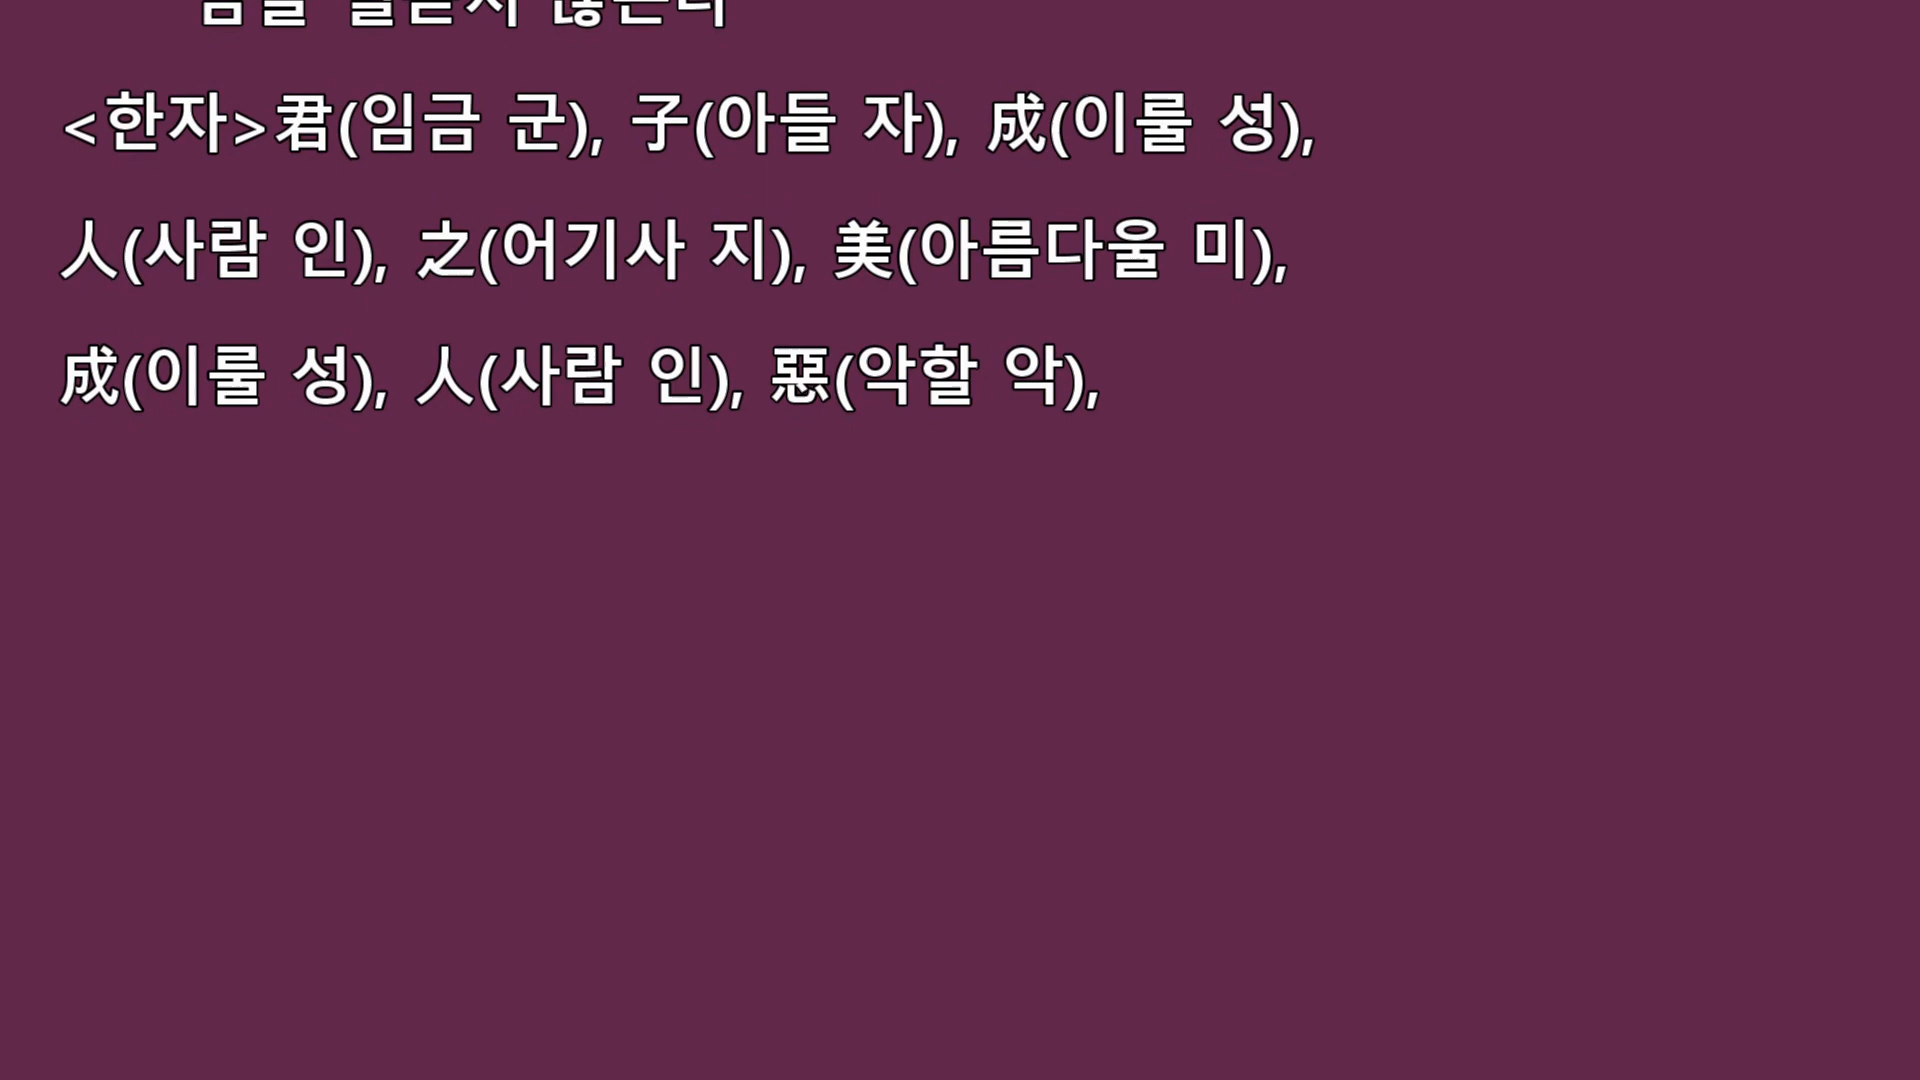 <한자>君(임금 군), 子(아들 자), 成(이룰 성),
人(사람 인), 之(어기사 지), 美(아름다울 미),
成(이룰 성), 人(사람 인), 惡(악할 악),